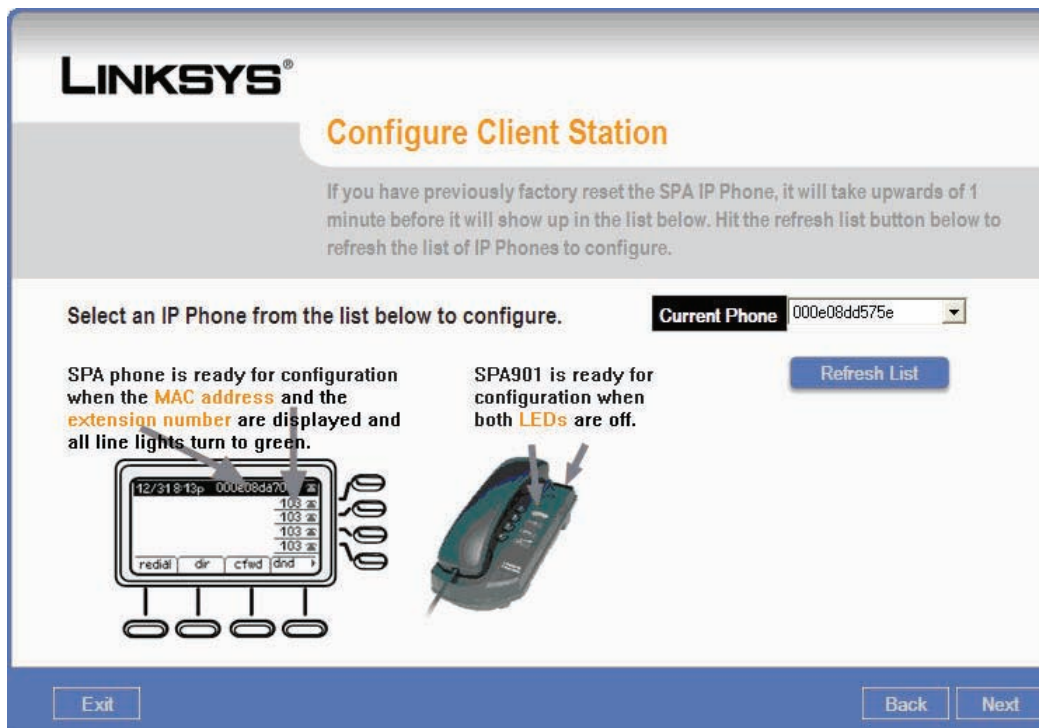 LINKSYS®
Configure Client Station
If you have previously factory reset the SPA IP Phone, it will take upwards of 1
minute before it will show up in the list below. Hit the refresh list button below to
refresh the list of IP Phones to configure.
Select an IP Phone from the list below to configure.
Current Phone 000e08dd575e
Refresh List
SPA phone is ready for configuration
when the MAC address and the
extension number are displayed and
all line lights turn to green.
SPA901 is ready for
configuration when
both LEDs are off.
12/31 8:13p
103
103
103
103
redial dir cfwd dnd
Exit Back Next